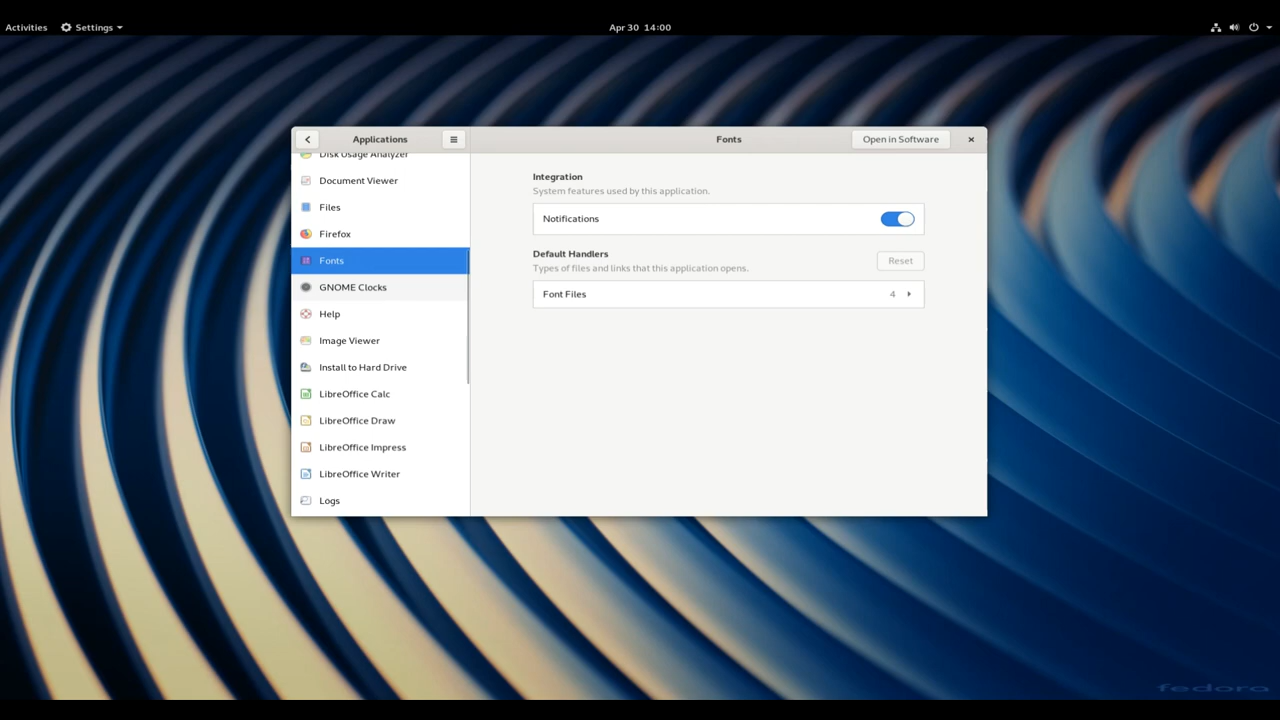 Activities Settings Apr 30 14:00
Applications Fonts Open in Software
Disk Usage Analyzer
Document Viewer
Files
Firefox
Fonts
GNOME Clocks
Help
Image Viewer
Install to Hard Drive
LibreOffice Calc
LibreOffice Draw
LibreOffice Impress
LibreOffice Writer
Logs
Integration
System features used by this application.
Notifications
Default Handlers
Types of files and links that this application opens.
Reset
Font Files 4
fedora